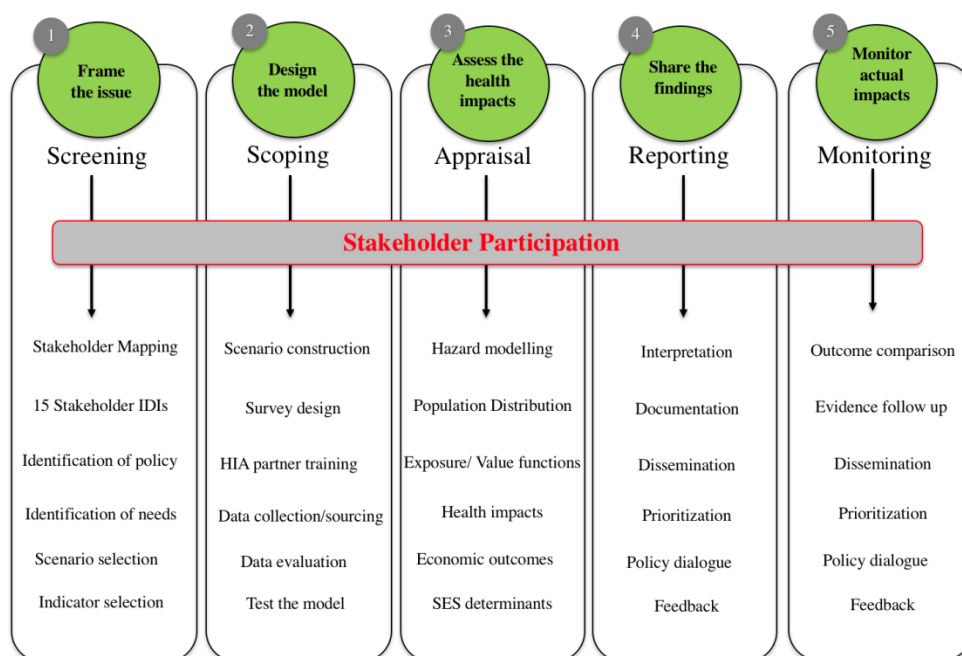 1
Frame
the issue
Screening
2
Design
the model
Scoping
3
Assess the
health
impacts
Appraisal
4
Share the
findings
Reporting
5
Monitor
actual
impacts
Monitoring
Stakeholder Participation
Stakeholder Mapping
15 Stakeholder IDIs
Identification of policy
Identification of needs
Scenario selection
Indicator selection
Scenario construction
Survey design
HIA partner training
Data collection/sourcing
Data evaluation
Test the model
Hazard modelling
Population Distribution
Exposure/ Value functions
Health impacts
Economic outcomes
SES determinants
Interpretation
Documentation
Dissemination
Prioritization
Policy dialogue
Feedback
Outcome comparison
Evidence follow up
Dissemination
Prioritization
Policy dialogue
Feedback